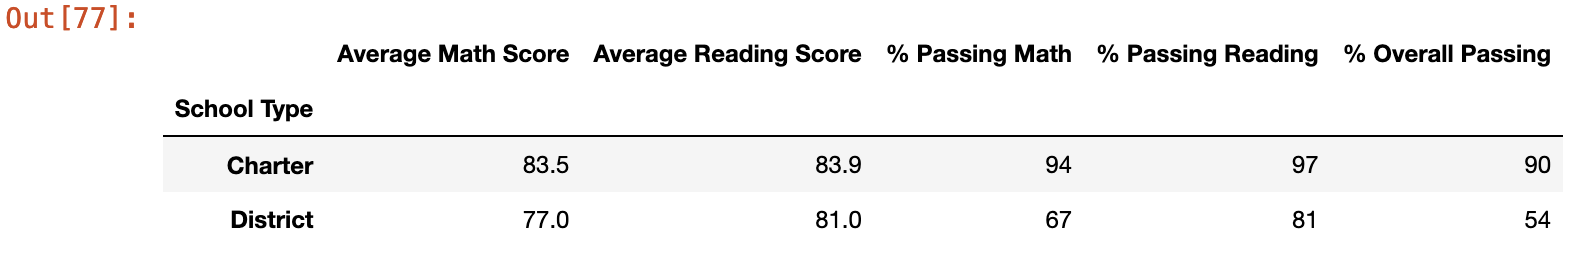 Out[77]:
Average Math Score Average Reading Score % Passing Math % Passing Reading % Overall Passing
School Type
Charter 83.5 83.9 94 97 90
District 77.0 81.0 67 81 54